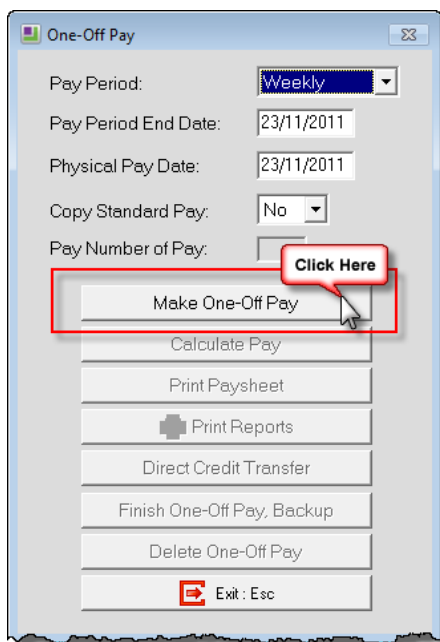 One-Off Pay
Pay Period: Weekly
Pay Period End Date: 23/11/2011
Physical Pay Date: 23/11/2011
Copy Standard Pay: No
Pay Number of Pay:
Click Here
Make One-Off Pay
Calculate Pay
Print Paysheet
Print Reports
Direct Credit Transfer
Finish One-Off Pay, Backup
Delete One-Off Pay
Exit : Esc